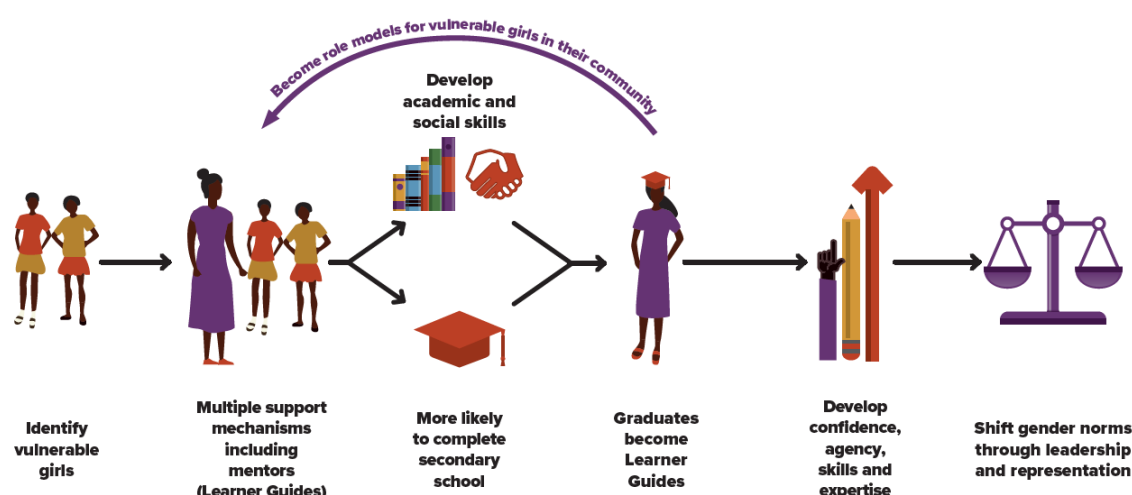 Become role models for vulnerable girls in their community
Develop
academic and
social skills
Identify
vulnerable
girls
Multiple support
mechanisms
including
mentors
(Learner Guides)
More likely
to complete
secondary
school
Graduates
become
Learner
Guides
Develop
confidence,
agency,
skills and
expertise
Shift gender norms
through leadership
and representation